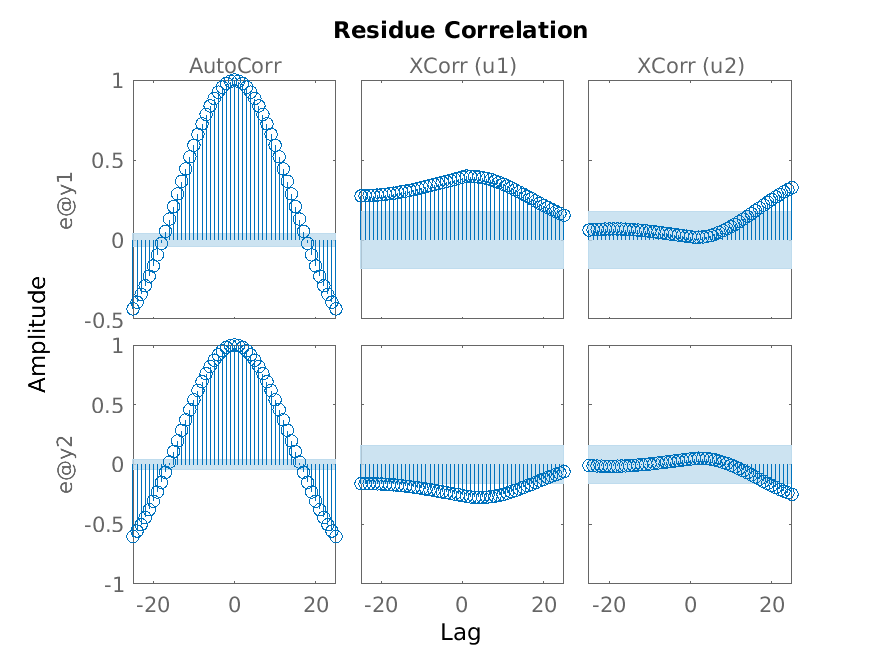 Residue Correlation
AutoCorr XCorr (u1) XCorr (u2)
1
0.5
0
-0.5
e@y1
Amplitude
1
0.5
0
-0.5
-1
e@y2
-20 0 20 -20 0 20 -20 0 20
Lag